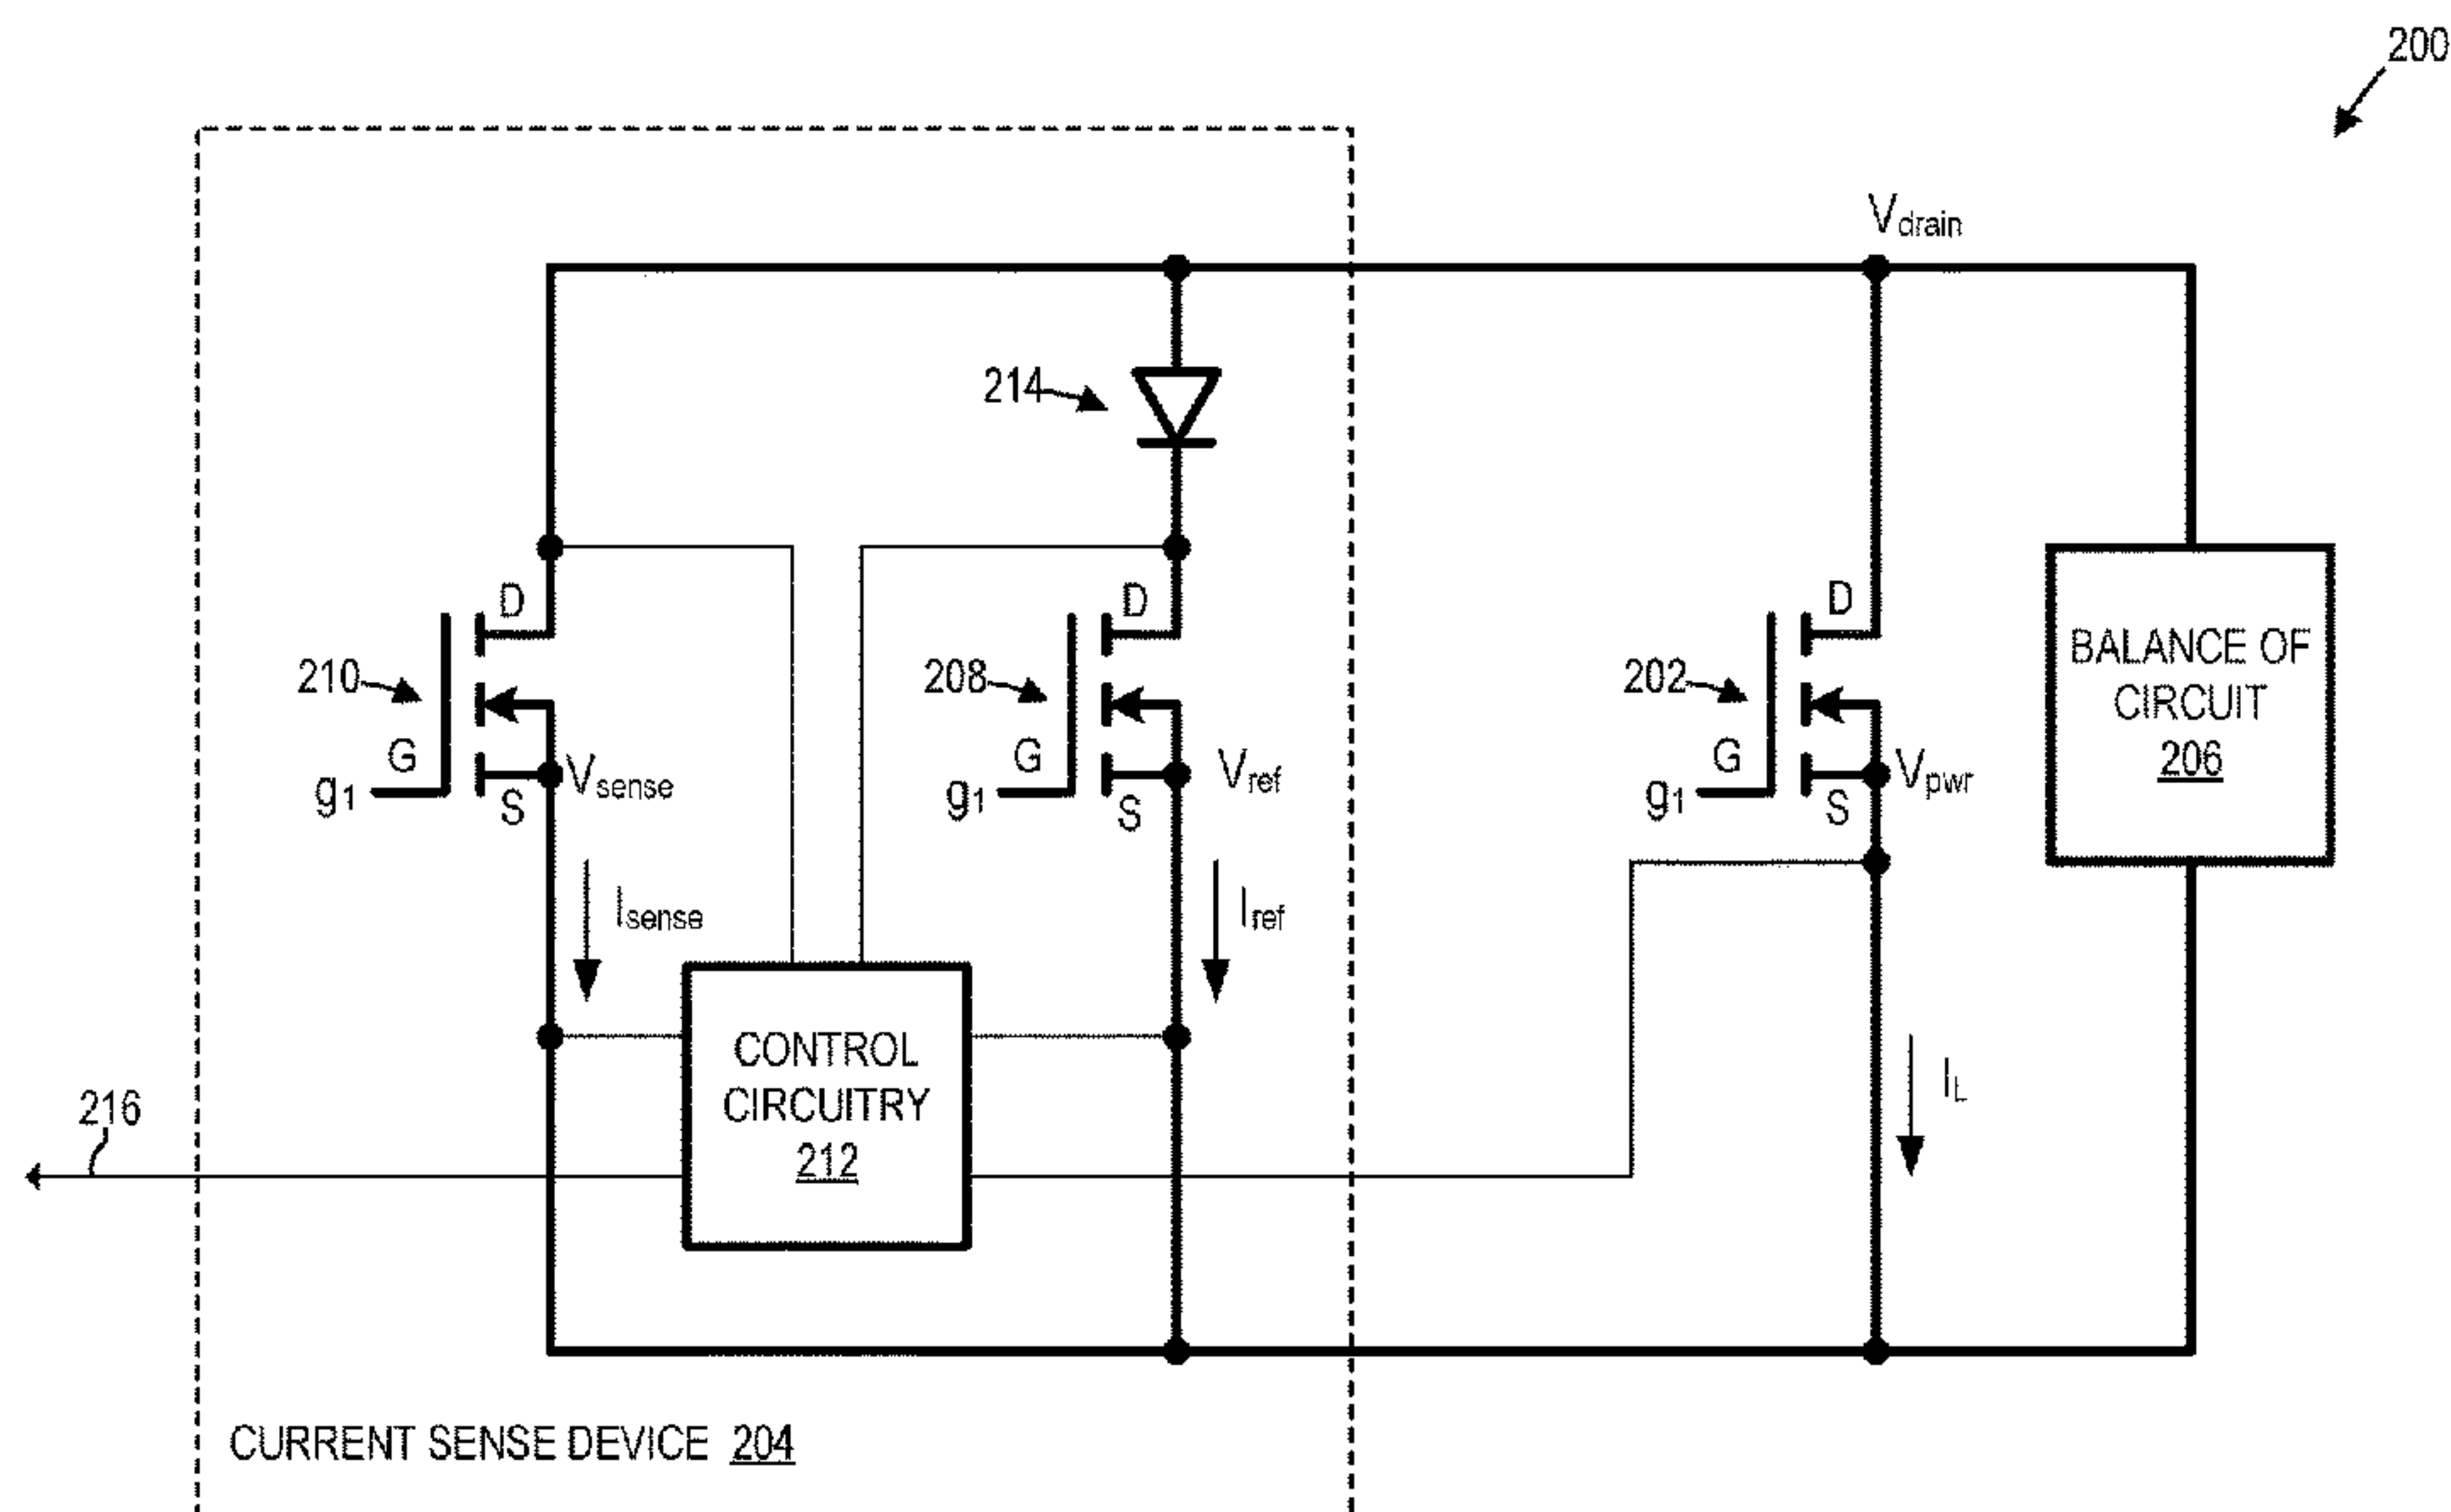 200
Vdrain
214
D
D
D
210
208
202
BALANCE OF
CIRCUIT
206
G
g1
S
Vsense
G
g1
S
Vref
G
g1
S
Vpwr
Isense
Iref
IL
CONTROL
CIRCUITRY
212
216
CURRENT SENSE DEVICE 204